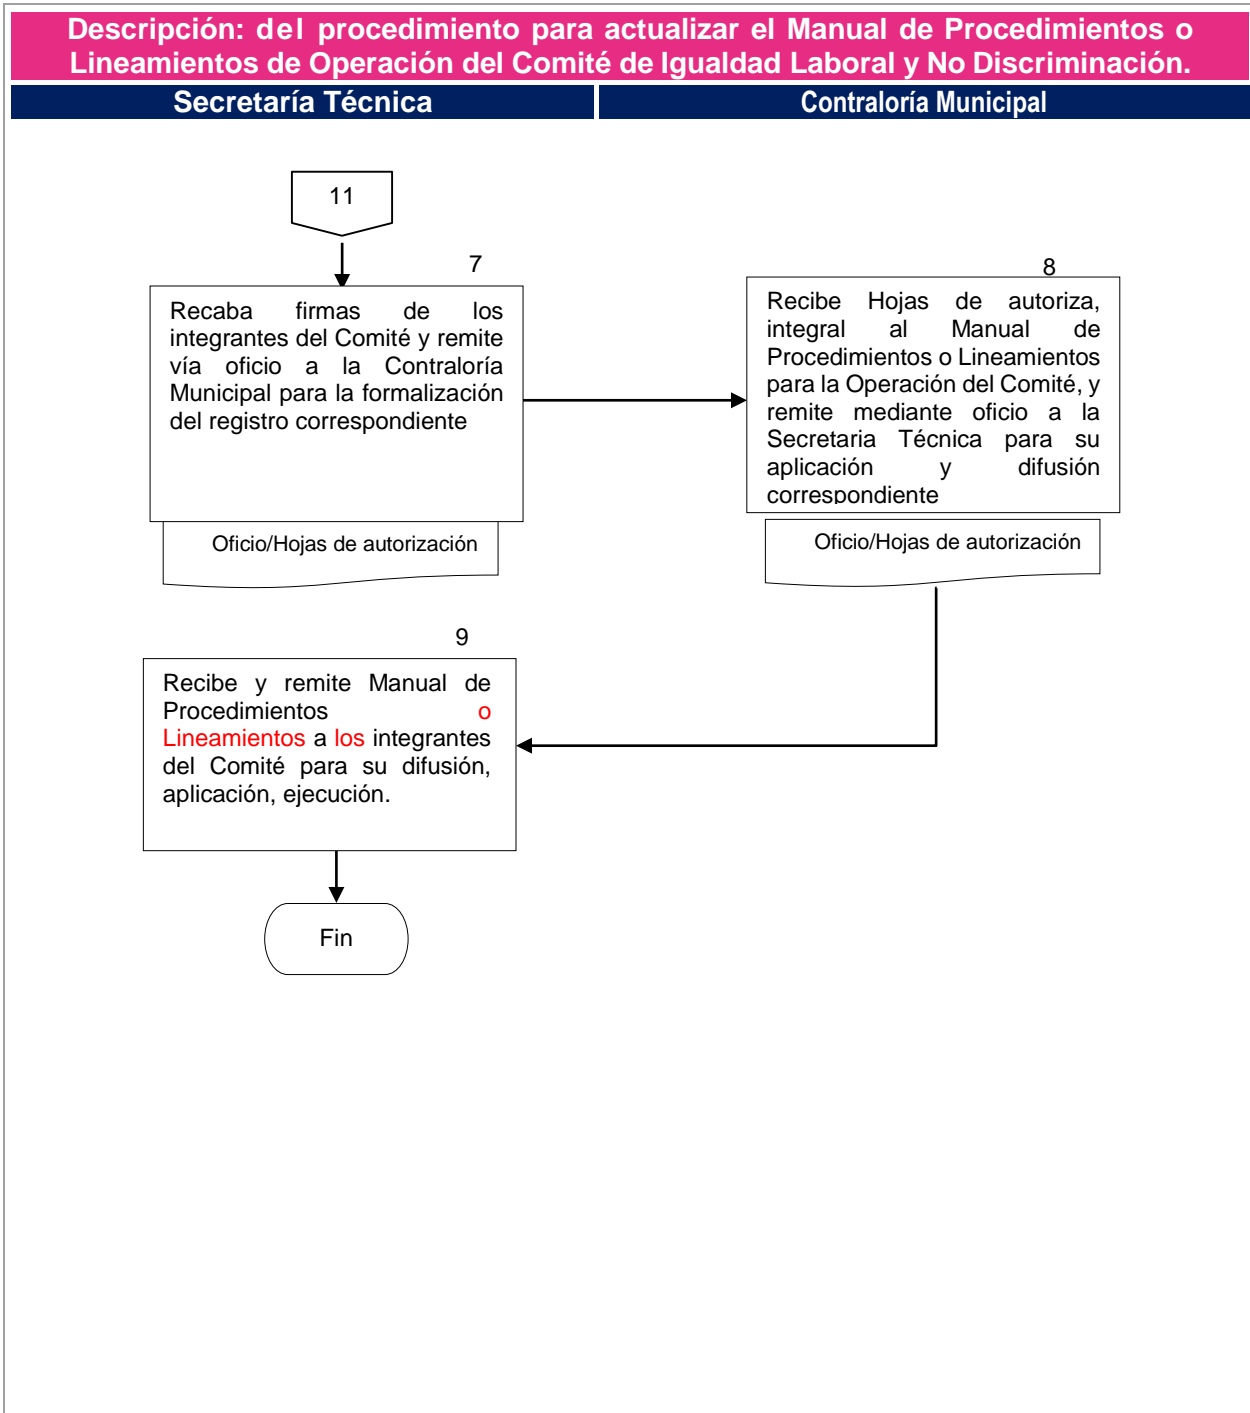 Descripción: del procedimiento para actualizar el Manual de Procedimientos o
Lineamientos de Operación del Comité de Igualdad Laboral y No Discriminación.
Secretaría Técnica
Contraloría Municipal
11
7
Recaba firmas de los
integrantes del Comité y remite
vía oficio a la Contraloría
Municipal para la formalización
del registro correspondiente
Oficio/Hojas de autorización
8
Recibe Hojas de autoriza,
integral al Manual de
Procedimientos o Lineamientos
para la Operación del Comité, y
remite mediante oficio a la
Secretaria Técnica para su
aplicación y difusión
correspondiente
Oficio/Hojas de autorización
9
Recibe y remite Manual de
Procedimientos o
Lineamientos a los integrantes
del Comité para su difusión,
aplicación, ejecución.
Fin